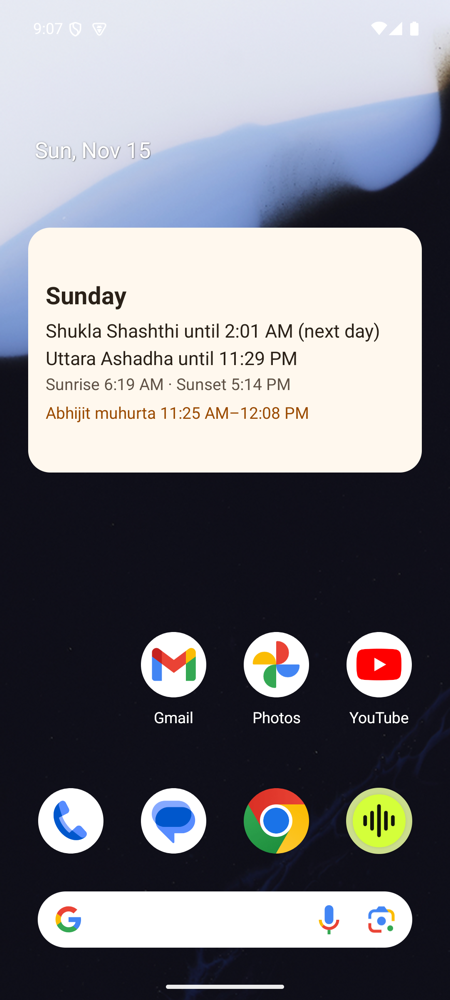 9:07
Sun, Nov 15
Sunday
Shukla Shashthi until 2:01 AM (next day)
Uttara Ashadha until 11:29 PM
Sunrise 6:19 AM · Sunset 5:14 PM
Abhijit muhurta 11:25 AM–12:08 PM
Gmail
Photos
YouTube